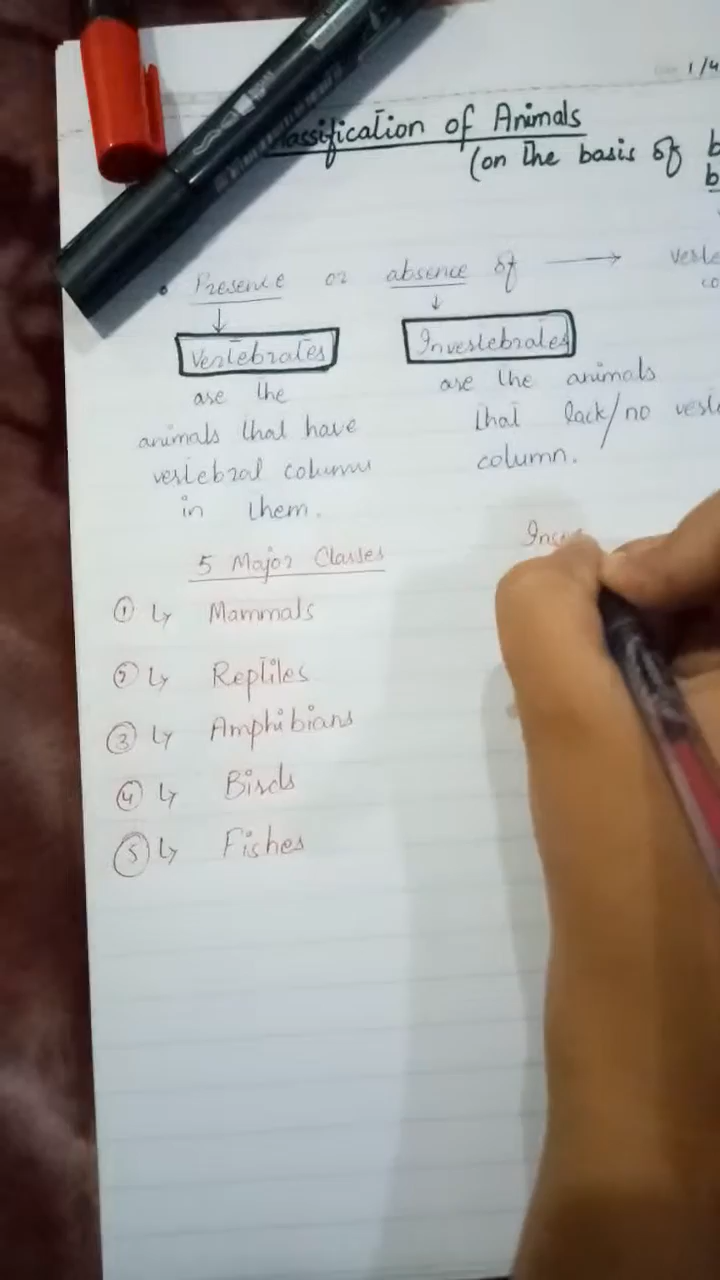 1/4
lassification of Animals
(on the basis of
• Presence or absence of →
Vertebrates Invertebrates
are the are the animals
animals that have that lack/no
vertebral column column.
in them.
5 Major Classes
① ↳ Mammals
② ↳ Reptiles
③ ↳ Amphibians
④ ↳ Birds
⑤ ↳ Fishes